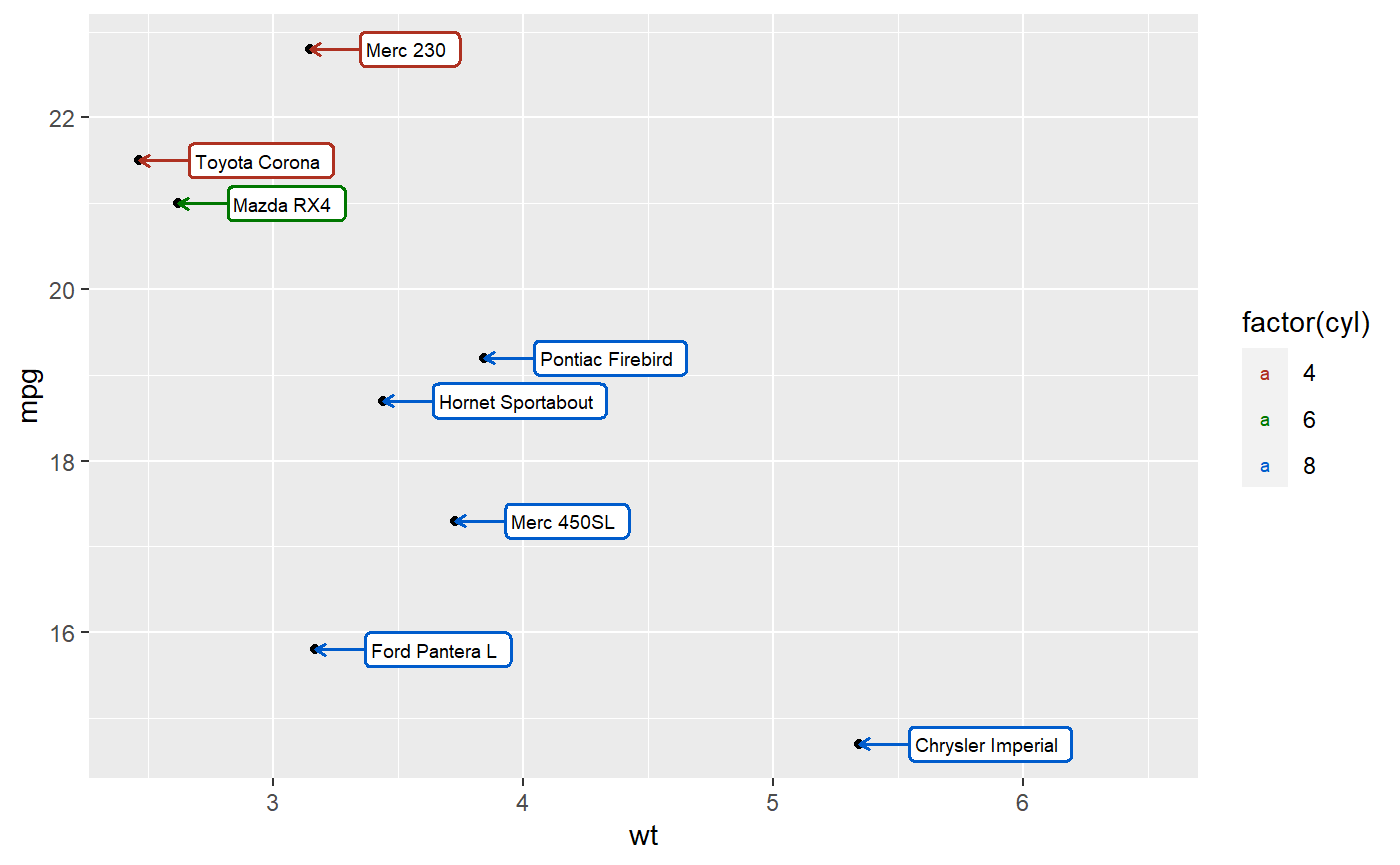 Merc 230
22
Toyota Corona
Mazda RX4
20
factor(cyl)
Pontiac Firebird
a 4
mpg
Hornet Sportabout
a 6
18
a 8
Merc 450SL
16
Ford Pantera L
Chrysler Imperial
3 4 5 6
wt